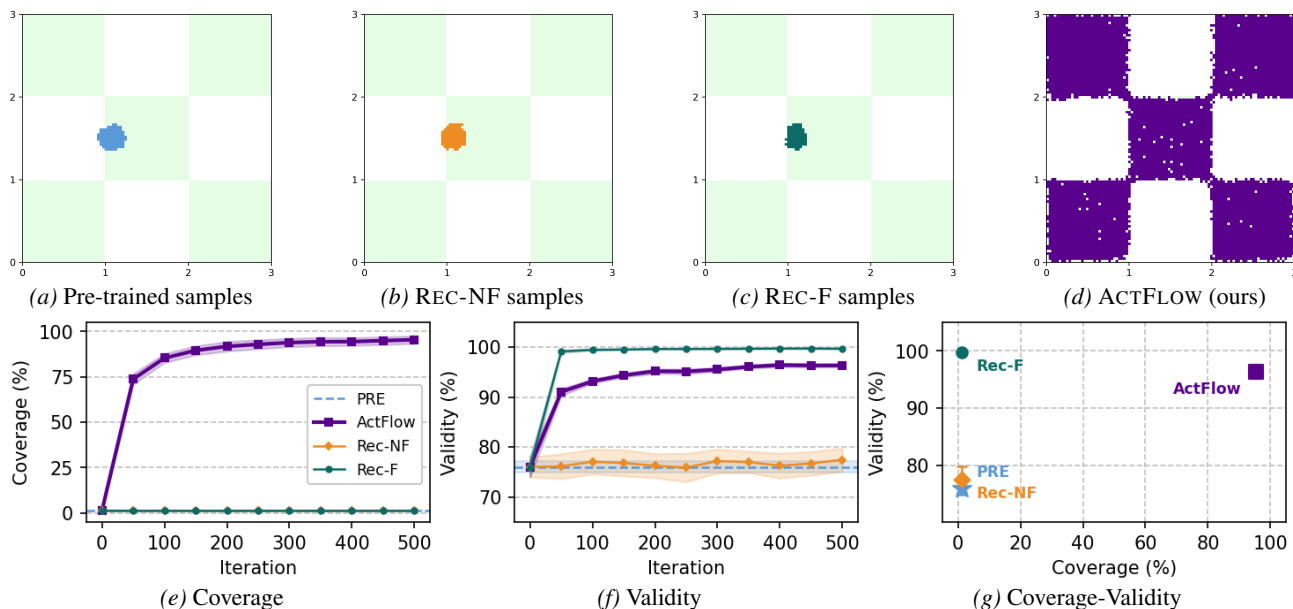 3
2
1
0
0 1 2 3
(a) Pre-trained samples
3
2
1
0
0 1 2 3
(b) REC-NF samples
3
2
1
0
0 1 2 3
(c) REC-F samples
3
2
1
0
0 1 2 3
(d) ACTFLOW (ours)
Coverage (%)
100
75
50
25
0
PRE
ActFlow
Rec-NF
Rec-F
0 100 200 300 400 500
Iteration
(e) Coverage
Validity (%)
100
90
80
70
0 100 200 300 400 500
Iteration
(f) Validity
Validity (%)
100
90
80
Rec-F
ActFlow
PRE
Rec-NF
0 20 40 60 80 100
Coverage (%)
(g) Coverage-Validity